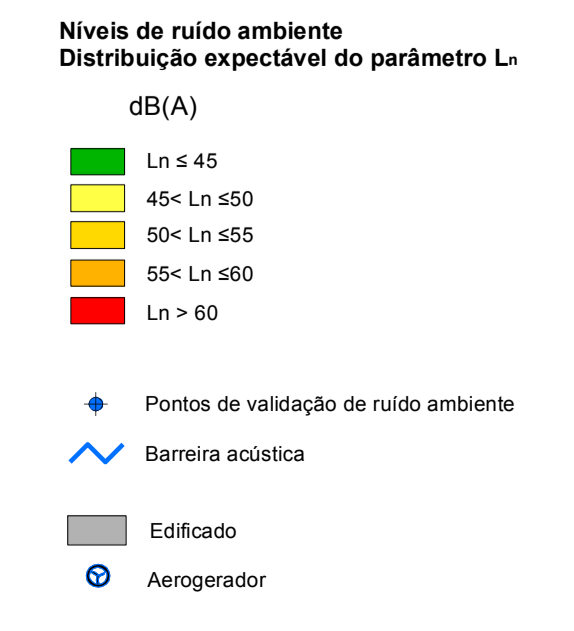 Níveis de ruído ambiente
Distribuição expectável do parâmetro Ln
dB(A)
Ln ≤ 45
45< Ln ≤50
50< Ln ≤55
55< Ln ≤60
Ln > 60
Pontos de validação de ruído ambiente
Barreira acústica
Edificado
Aerogerador